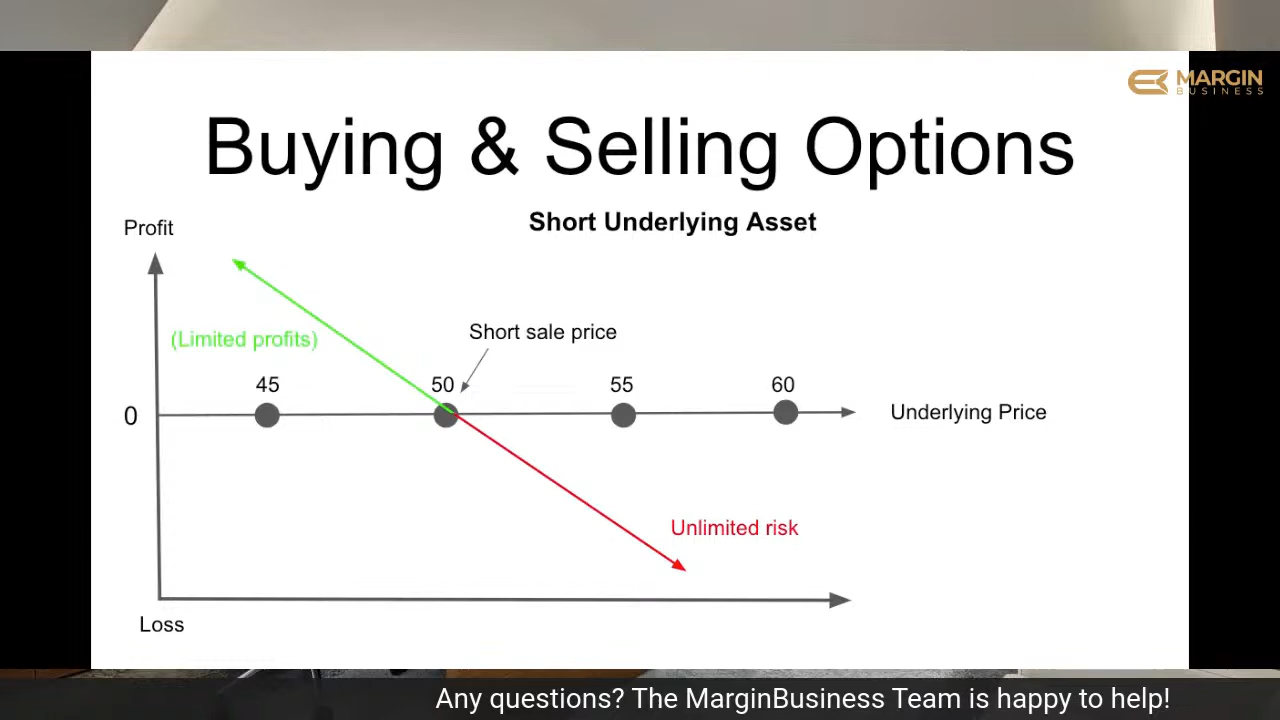 MARGIN
BUSINESS
Buying & Selling Options
Short Underlying Asset
Profit
(Limited profits)
Short sale price
45
50
55
60
0
Underlying Price
Unlimited risk
Loss
Any questions? The MarginBusiness Team is happy to help!